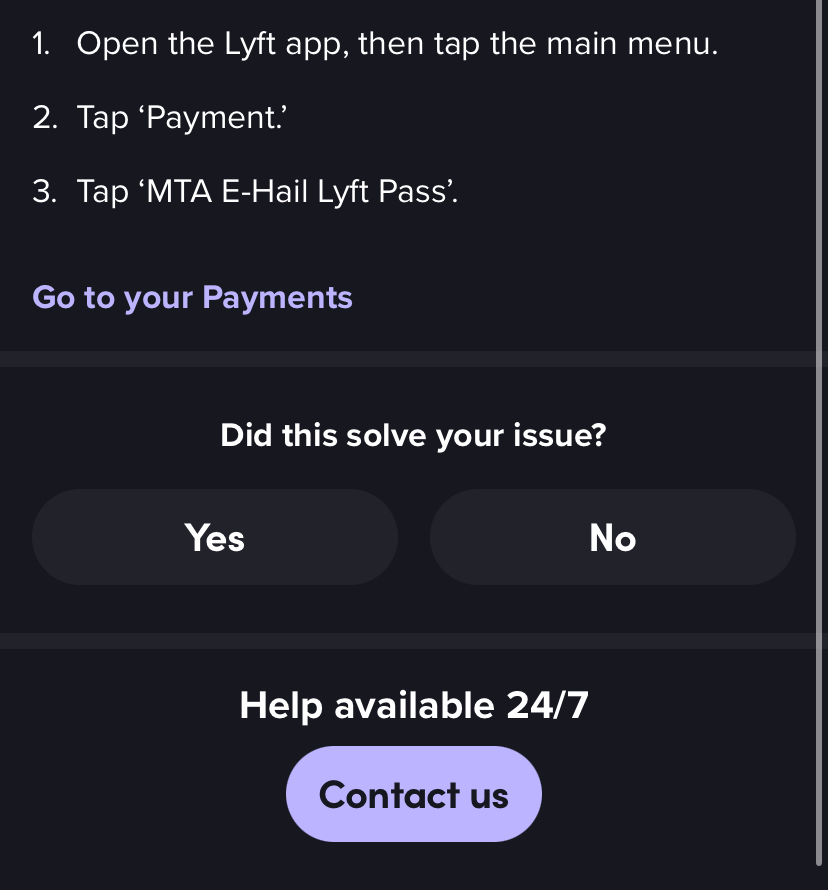 1. Open the Lyft app, then tap the main menu.
2. Tap ‘Payment.’
3. Tap ‘MTA E-Hail Lyft Pass’.
Go to your Payments
Did this solve your issue?
Yes No
Help available 24/7
Contact us